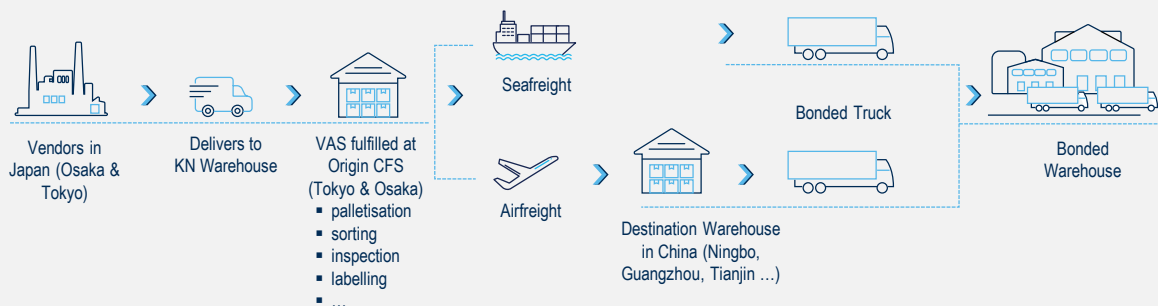 Vendors in
Japan (Osaka &
Tokyo)
Delivers to
KN Warehouse
VAS fulfilled at
Origin CFS
(Tokyo & Osaka)
▪ palletisation
▪ sorting
▪ inspection
▪ labelling
▪ ...
Seafreight
Airfreight
Destination Warehouse
in China (Ningbo,
Guangzhou, Tianjin ...)
Bonded Truck
Bonded
Warehouse